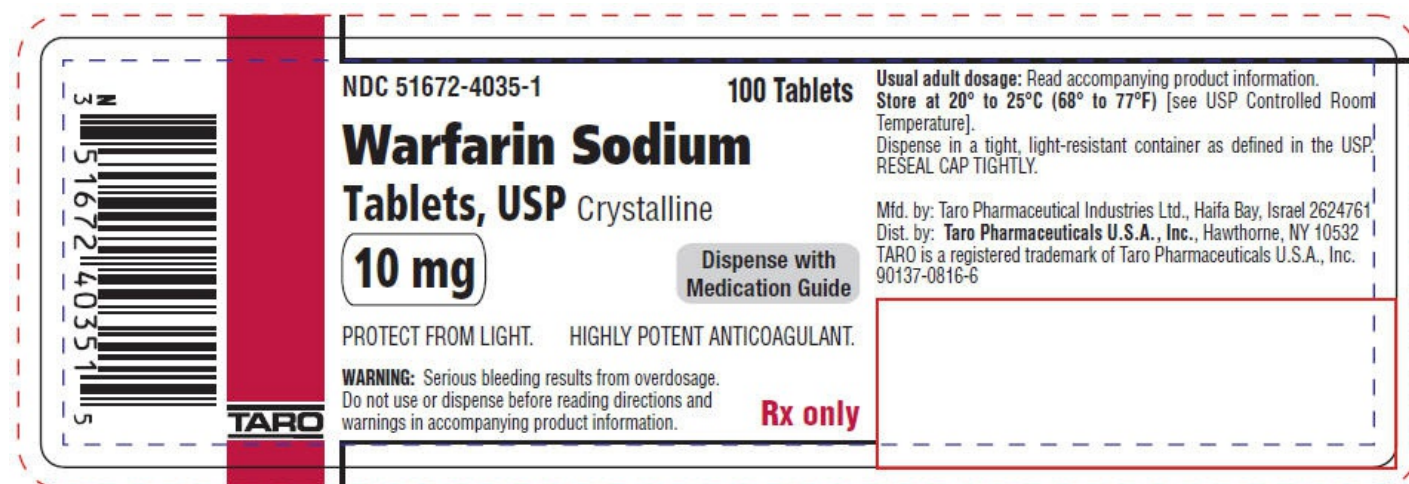 N
3 51672 40351 5
TARO
NDC 51672-4035-1 100 Tablets
Warfarin Sodium
Tablets, USP Crystalline
10 mg
Dispense with
Medication Guide
PROTECT FROM LIGHT. HIGHLY POTENT ANTICOAGULANT.
WARNING: Serious bleeding results from overdosage.
Do not use or dispense before reading directions and
warnings in accompanying product information.
Rx only
Usual adult dosage: Read accompanying product information.
Store at 20° to 25°C (68° to 77°F) [see USP Controlled Room
Temperature].
Dispense in a tight, light-resistant container as defined in the USP.
RESEAL CAP TIGHTLY.
Mfd. by: Taro Pharmaceutical Industries Ltd., Haifa Bay, Israel 2624761
Dist. by: Taro Pharmaceuticals U.S.A., Inc., Hawthorne, NY 10532
TARO is a registered trademark of Taro Pharmaceuticals U.S.A., Inc.
90137-0816-6